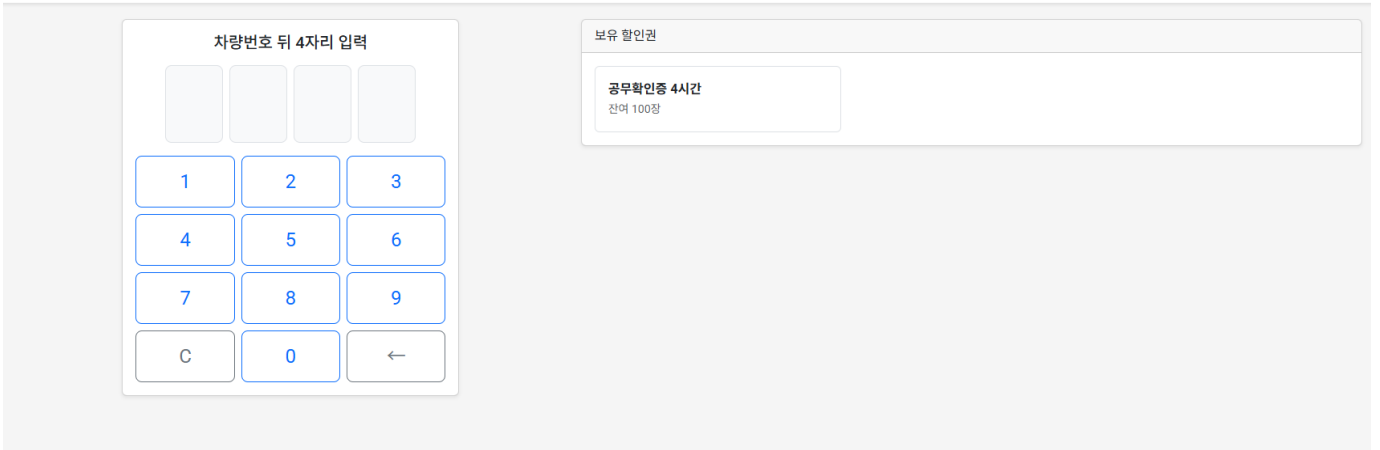 차량번호 뒤 4자리 입력
1 2 3
4 5 6
7 8 9
C 0 ←
보유 할인권
공무확인증 4시간
잔여 100장